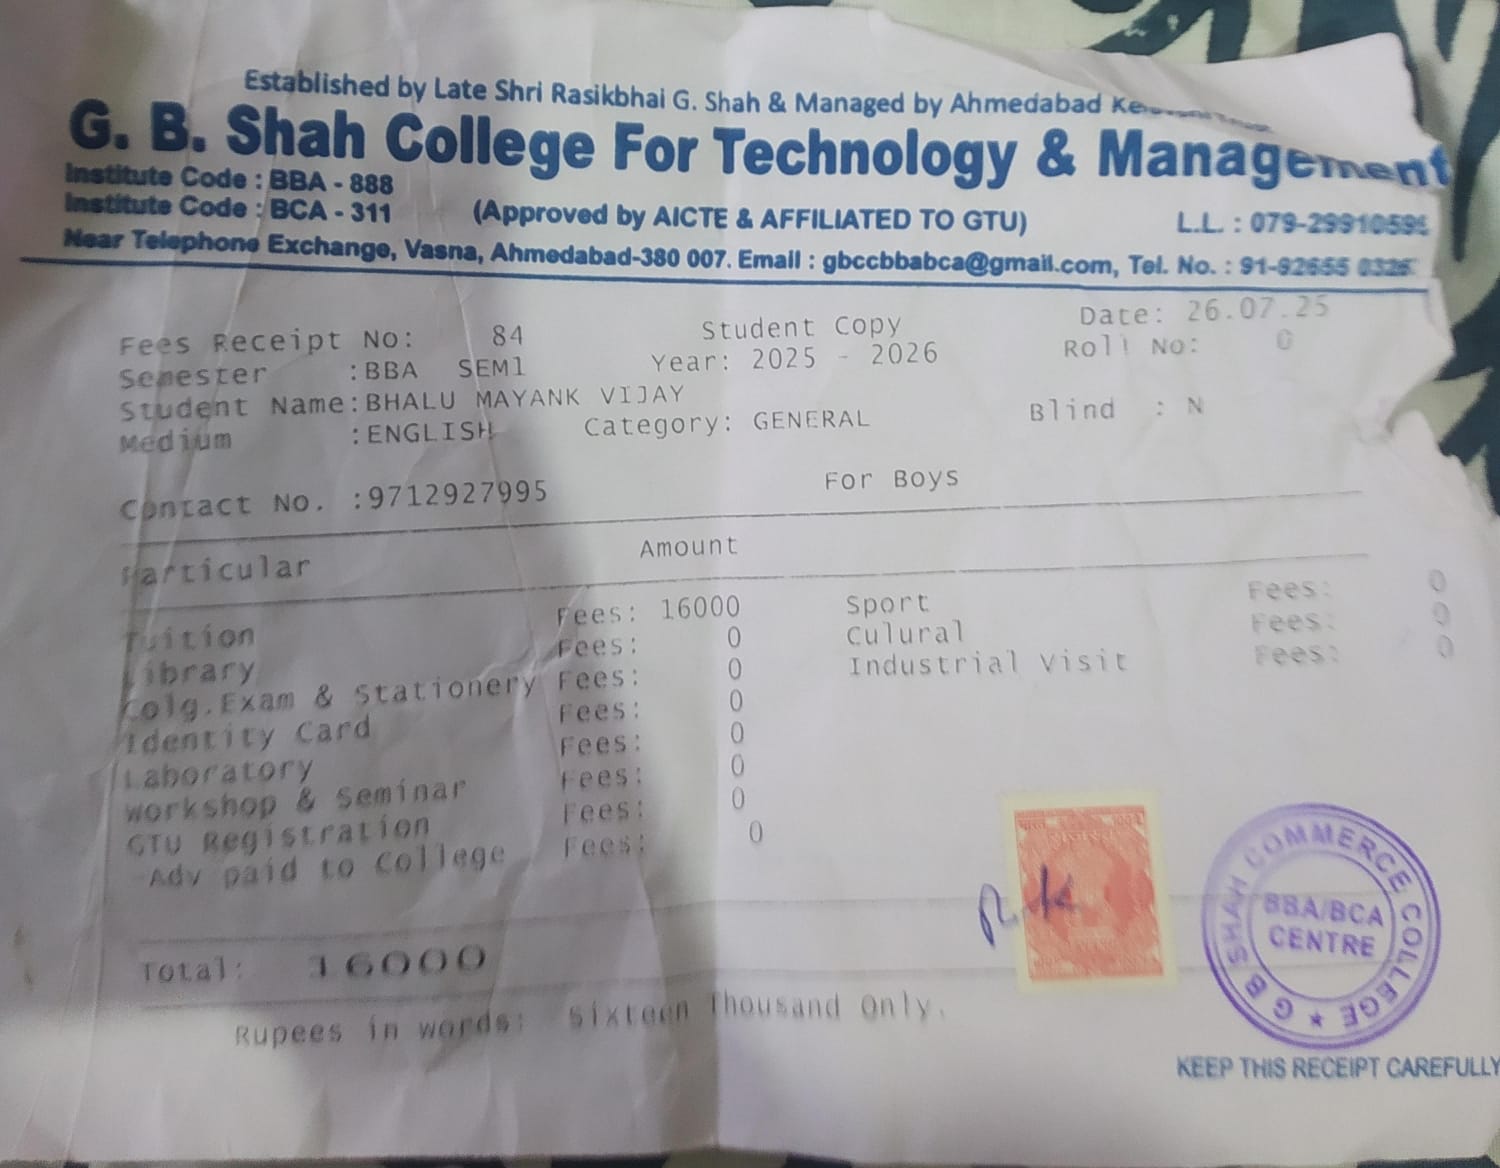 Established by Late Shri Rasikbhai G. Shah & Managed by Ahmedabad
G. B. Shah College For Technology & Management
Institute Code : BBA - 888
Institute Code : BCA - 311 (Approved by AICTE & AFFILIATED TO GTU) L.L. : 079-29910595
Near Telephone Exchange, Vasna, Ahmedabad-380 007. Email : gbccbbabca@gmail.com, Tel. No. : 91-92655 0326
Fees Receipt No: 84 Student Copy Date: 26.07.25
Semester :BBA SEM1 Year: 2025 - 2026 Roll No: 0
Student Name:BHALU MAYANK VIJAY
Medium :ENGLISH Category: GENERAL Blind : N
Contact No. :9712927995 For Boys
Particular Amount
Tuition Fees: 16000 Sport Fees: 0
Library Fees: 0 Culural Fees: 0
Colg.Exam & Stationery Fees: 0 Industrial Visit Fees: 0
Identity Card Fees: 0
Laboratory Fees: 0
Workshop & Seminar Fees: 0
GTU Registration Fees: 0
-Adv paid to College Fees: 0
Total: 16000
Rupees in words: Sixteen Thousand Only.
G B SHAH COMMERCE COLLEGE ★
BBA/BCA
CENTRE
KEEP THIS RECEIPT CAREFULLY